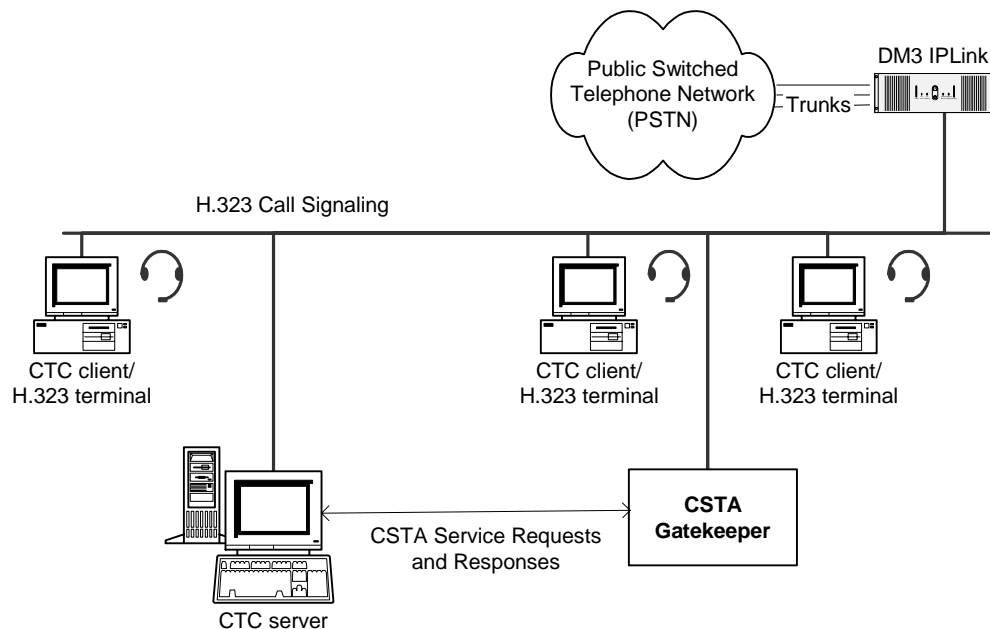 DM3 IPLink
Public Switched
Telephone Network
(PSTN)
Trunks
H.323 Call Signaling
CTC client/
H.323 terminal
CTC client/
H.323 terminal
CTC client/
H.323 terminal
CSTA
Gatekeeper
CSTA Service Requests
and Responses
CTC server